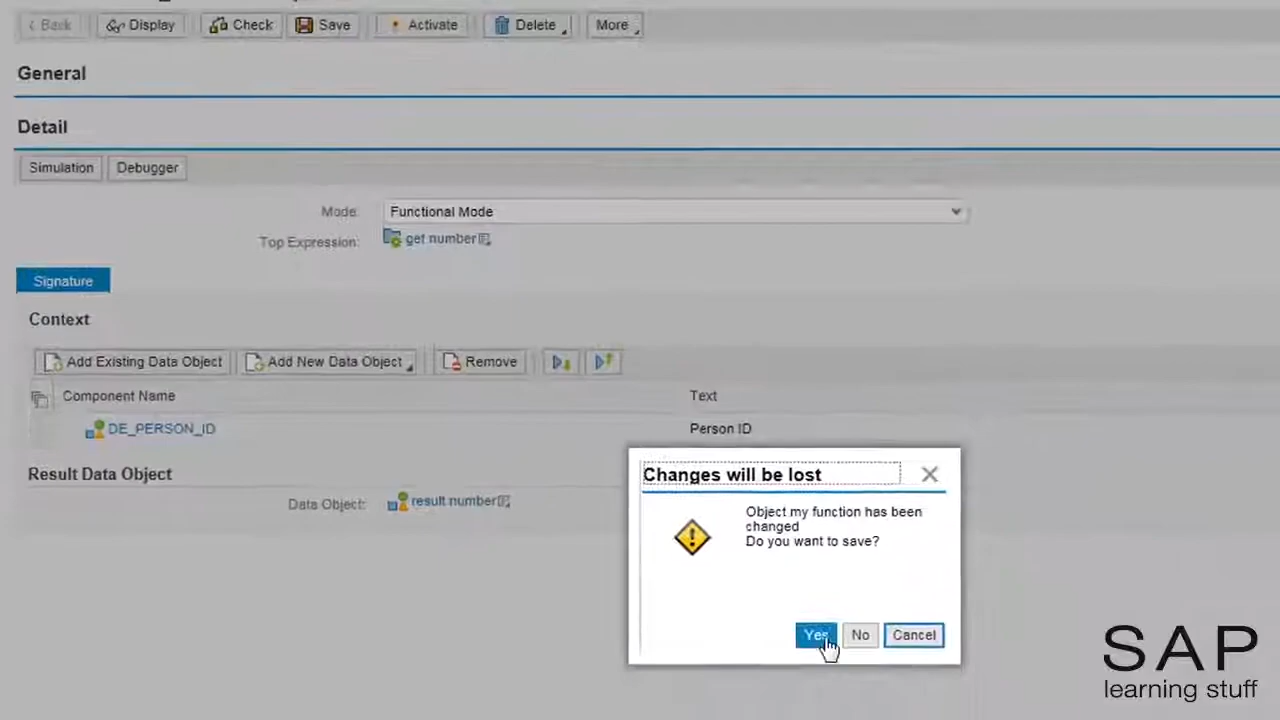 < Back Display Check Save Activate Delete More
General
Detail
Simulation Debugger
Mode: Functional Mode
Top Expression: get number
Signature
Context
Add Existing Data Object Add New Data Object Remove
Component Name Text
DE_PERSON_ID Person ID
Result Data Object
Data Object: result number
Changes will be lost
Object my function has been
changed
Do you want to save?
Yes No Cancel
SAP
learning stuff